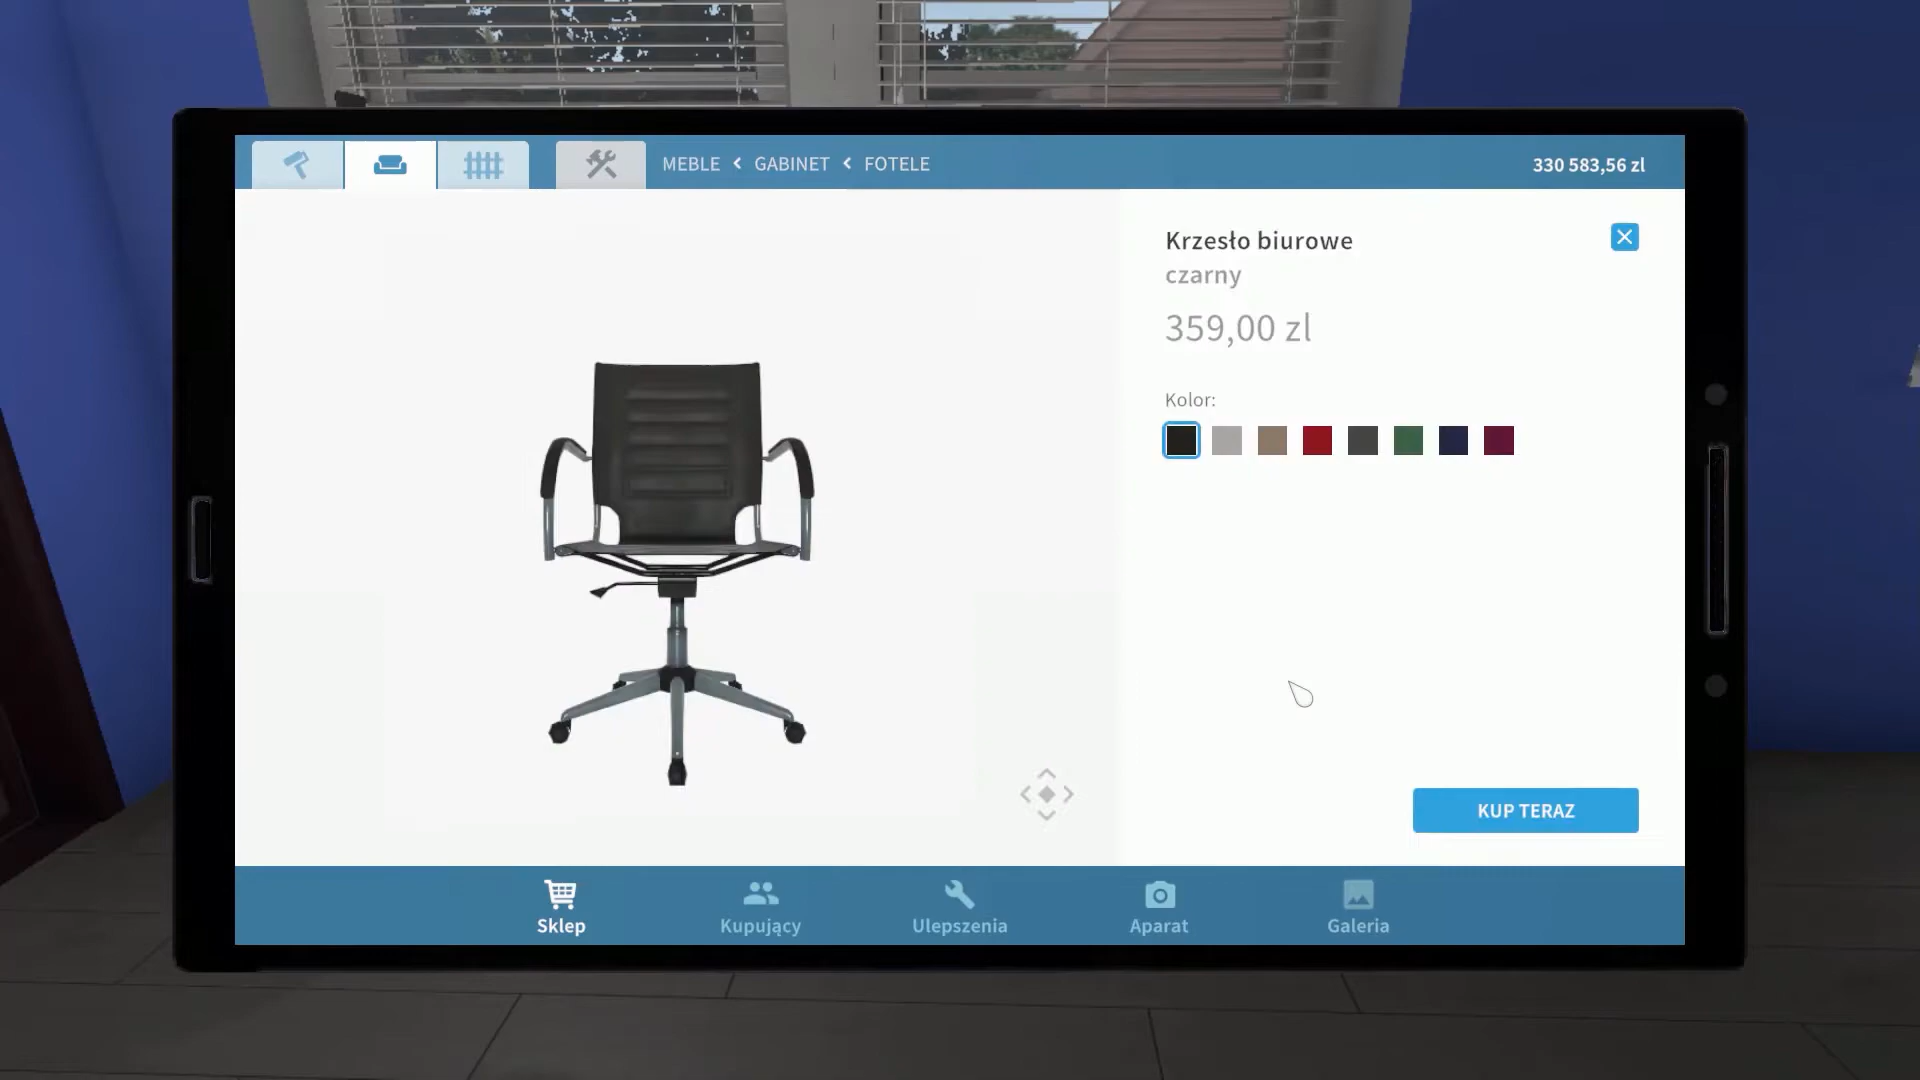 MEBLE < GABINET < FOTELE
330 583,56 zl
Krzesło biurowe
czarny
359,00 zl
Kolor:
KUP TERAZ
Sklep
Kupujący
Ulepszenia
Aparat
Galeria